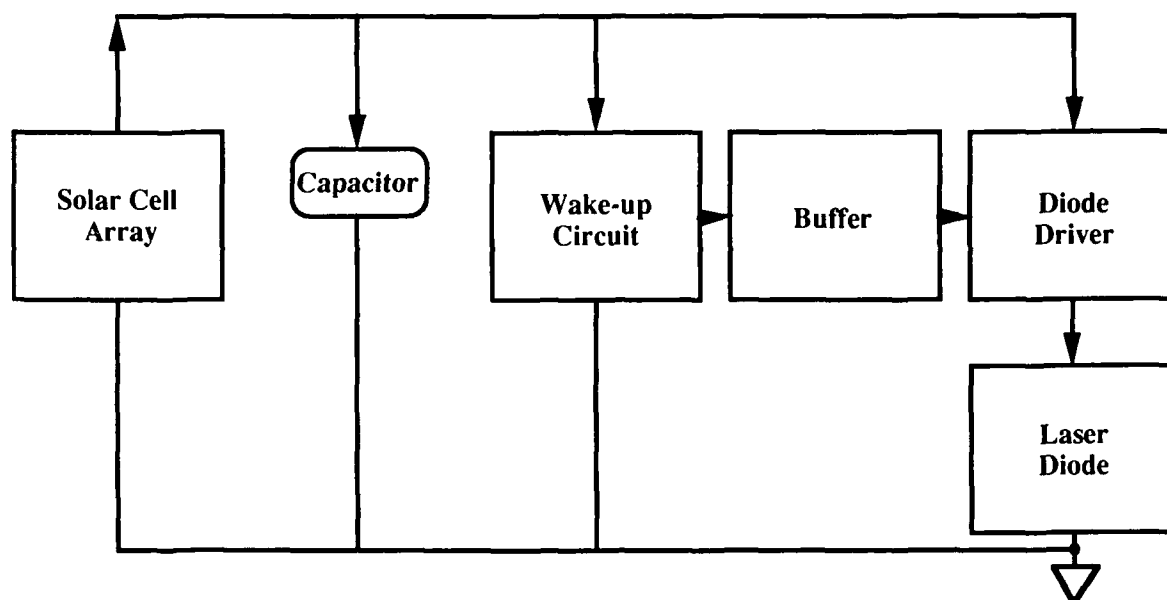 Solar Cell
Array
Capacitor
Wake-up
Circuit
Buffer
Diode
Driver
Laser
Diode